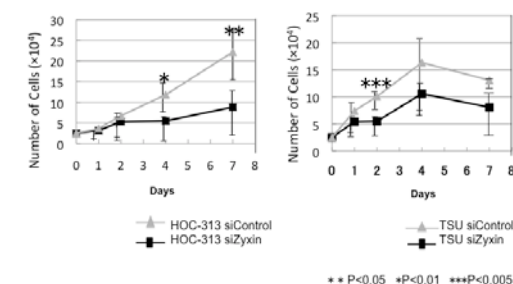 Number of Cells (×10⁴)
30
25
20
15
10
5
0
**
*
0 1 2 3 4 5 6 7 8
Days
HOC-313 siControl
HOC-313 siZyxin
Number of Cells (×10⁴)
25
20
15
10
5
0
***
0 1 2 3 4 5 6 7 8
Days
TSU siControl
TSU siZyxin
** P<0.05 *P<0.01 ***P<0.005